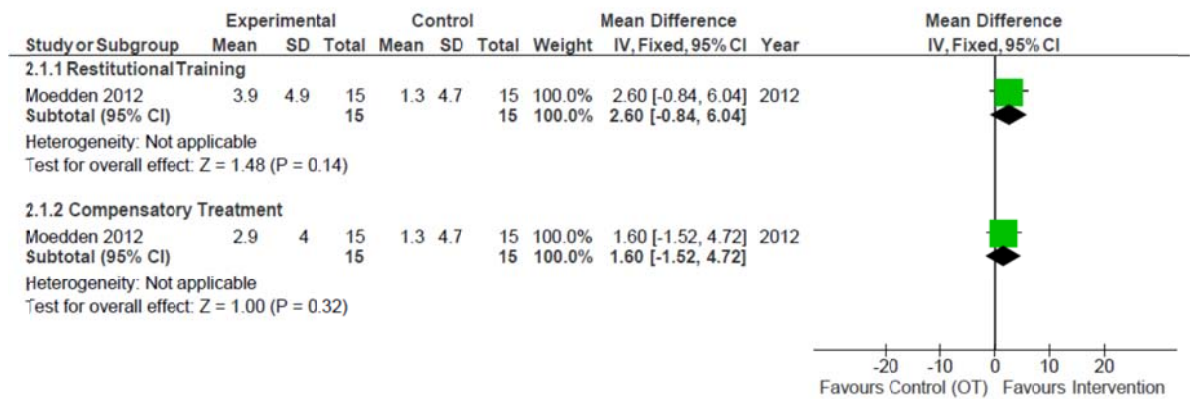 Experimental Control Mean Difference Mean Difference
Study or Subgroup Mean SD Total Mean SD Total Weight IV, Fixed, 95% CI Year IV, Fixed, 95% CI
2.1.1 Restitutional Training
Moedden 2012 3.9 4.9 15 1.3 4.7 15 100.0% 2.60 [-0.84, 6.04] 2012
Subtotal (95% CI) 15 15 100.0% 2.60 [-0.84, 6.04]
Heterogeneity: Not applicable
Test for overall effect: Z = 1.48 (P = 0.14)
2.1.2 Compensatory Treatment
Moedden 2012 2.9 4 15 1.3 4.7 15 100.0% 1.60 [-1.52, 4.72] 2012
Subtotal (95% CI) 15 15 100.0% 1.60 [-1.52, 4.72]
Heterogeneity: Not applicable
Test for overall effect: Z = 1.00 (P = 0.32)
-20 -10 0 10 20
Favours Control (OT) Favours Intervention